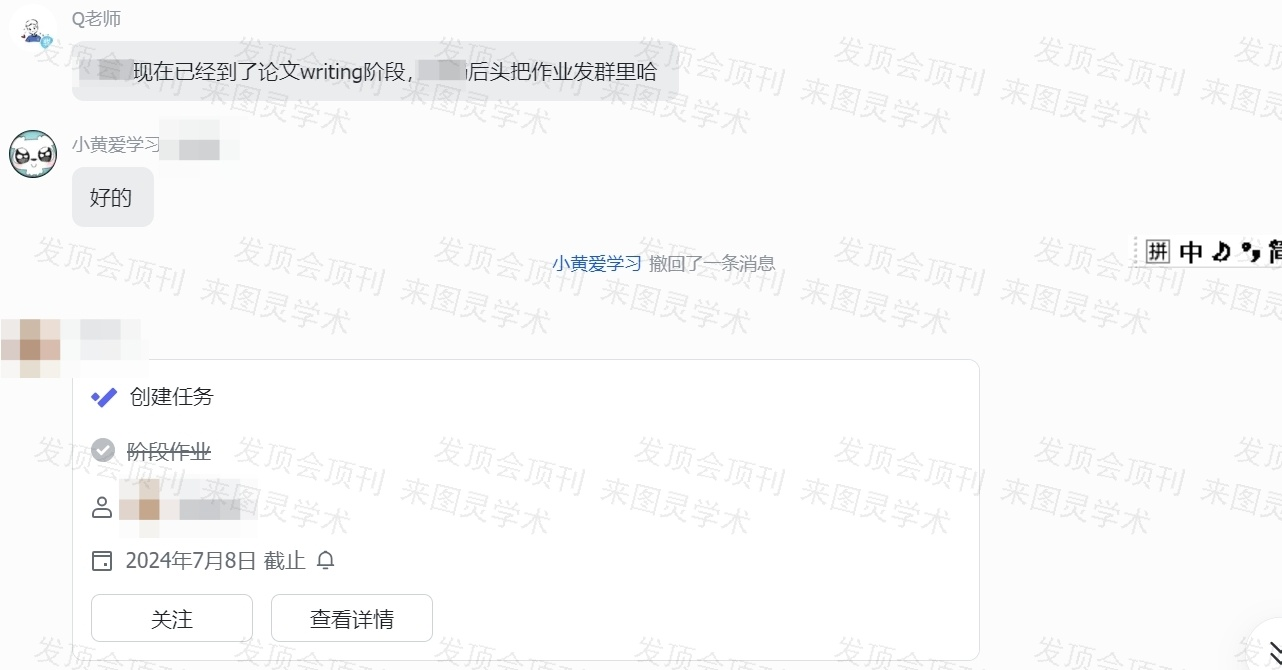 Q老师
现在已经到了论文writing阶段，后头把作业发群里哈
小黄爱学习
好的
小黄爱学习 撤回了一条消息
拼 中 简
创建任务
阶段作业
2024年7月8日 截止
关注
查看详情
发顶会顶刊
来图灵学术